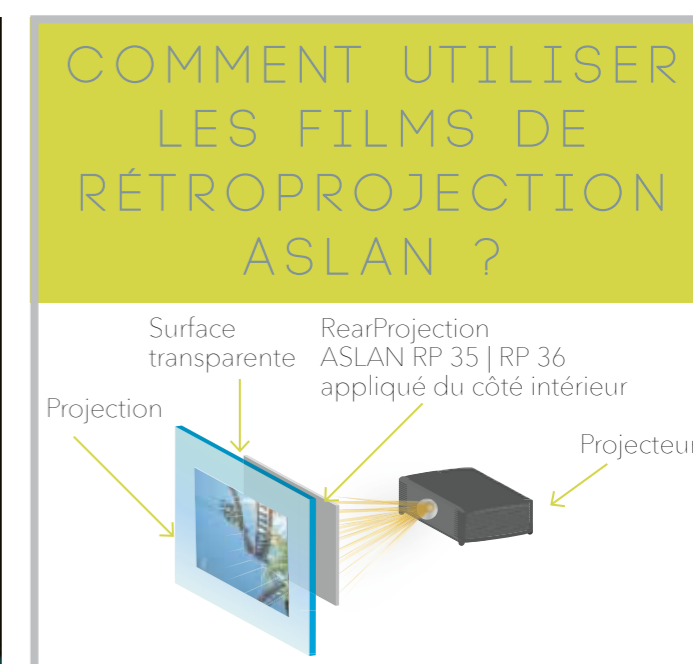 COMMENT UTILISER
LES FILMS DE
RÉTROPROJECTION
ASLAN ?
Surface
transparente
RearProjection
ASLAN RP 35 | RP 36
appliqué du côté intérieur
Projection
Projecteur